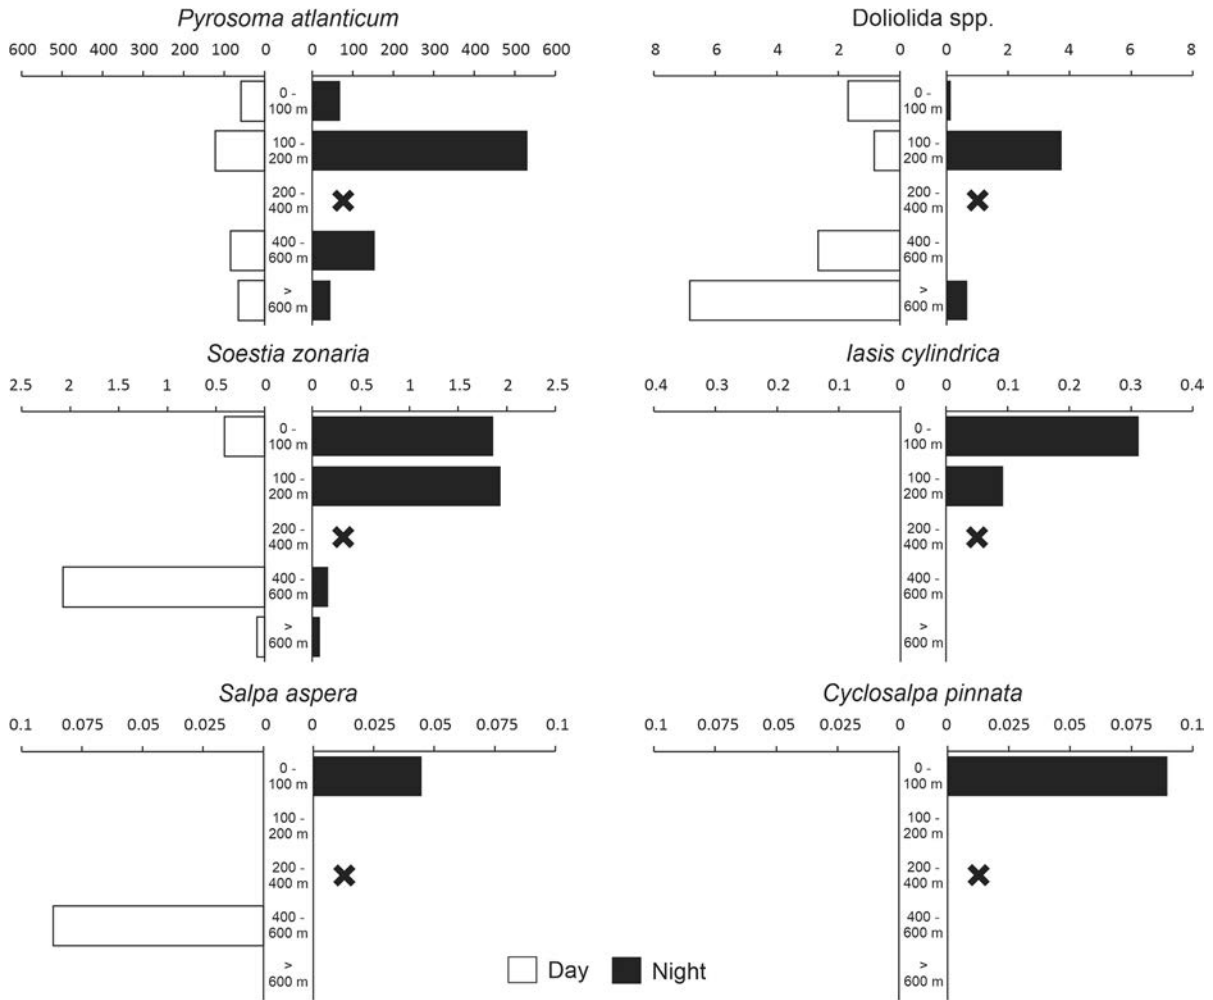 Pyrosoma atlanticum
600 500 400 300 200 100 0 0 100 200 300 400 500 600
0 -
100 m
100 -
200 m
200 -
400 m
400 -
600 m
>
600 m
Doliolida spp.
8 6 4 2 0 0 2 4 6 8
0 -
100 m
100 -
200 m
200 -
400 m
400 -
600 m
>
600 m
Soestia zonaria
2.5 2 1.5 1 0.5 0 0 0.5 1 1.5 2 2.5
0 -
100 m
100 -
200 m
200 -
400 m
400 -
600 m
>
600 m
Iasis cylindrica
0.4 0.3 0.2 0.1 0 0 0.1 0.2 0.3 0.4
0 -
100 m
100 -
200 m
200 -
400 m
400 -
600 m
>
600 m
Salpa aspera
0.1 0.075 0.05 0.025 0 0 0.025 0.05 0.075 0.1
0 -
100 m
100 -
200 m
200 -
400 m
400 -
600 m
>
600 m
Cyclosalpa pinnata
0.1 0.075 0.05 0.025 0 0 0.025 0.05 0.075 0.1
0 -
100 m
100 -
200 m
200 -
400 m
400 -
600 m
>
600 m
Day Night